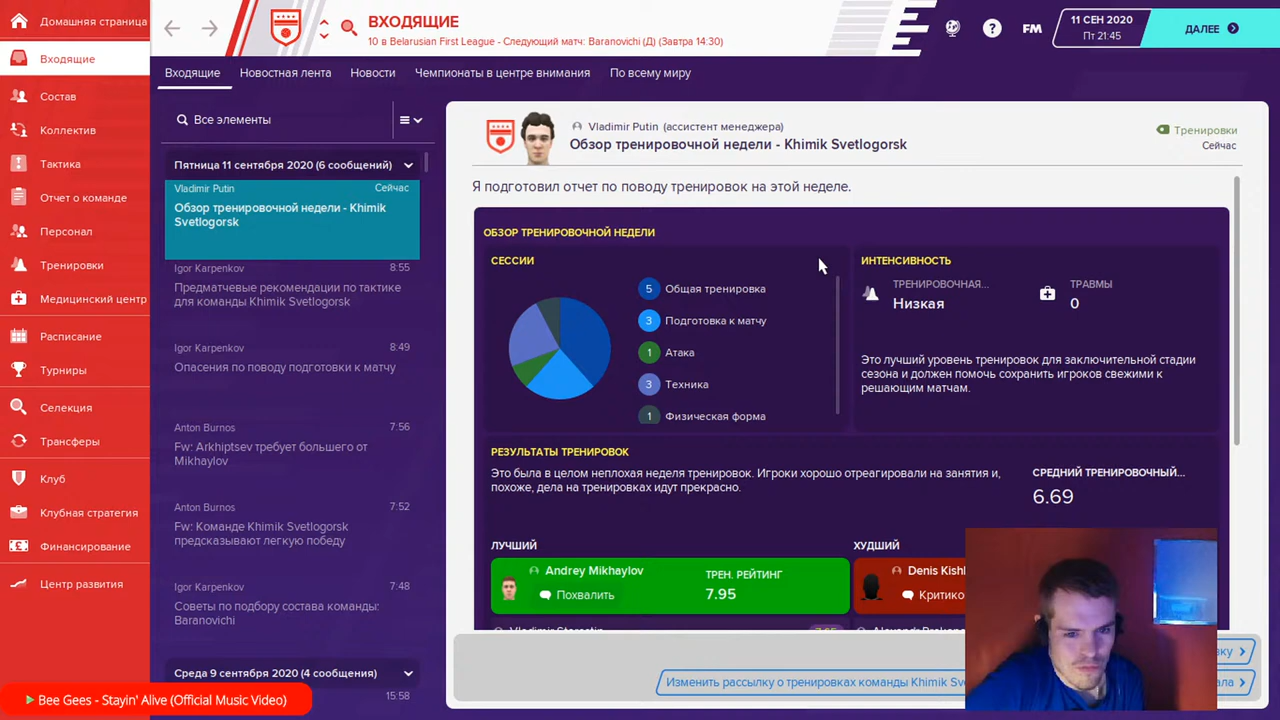 Домашняя страница
Входящие
Состав
Коллектив
Тактика
Отчет о команде
Персонал
Тренировки
Медицинский центр
Расписание
Турниры
Селекция
Трансферы
Клуб
Клубная стратегия
Финансирование
Центр развития
ВХОДЯЩИЕ
10 в Belarusian First League - Следующий матч: Baranovichi (Д) (Завтра 14:30)
?
FM
11 СЕН 2020
Пт 21:45
ДАЛЕЕ
Входящие Новостная лента Новости Чемпионаты в центре внимания По всему миру
Все элементы
Пятница 11 сентября 2020 (6 сообщений)
Vladimir Putin Сейчас
Обзор тренировочной недели - Khimik
Svetlogorsk
Igor Karpenkov 8:55
Предматчевые рекомендации по тактике
для команды Khimik Svetlogorsk
Igor Karpenkov 8:49
Опасения по поводу подготовки к матчу
Anton Burnos 7:56
Fw: Arkhiptsev требует большего от
Mikhaylov
Anton Burnos 7:52
Fw: Команде Khimik Svetlogorsk
предсказывают легкую победу
Igor Karpenkov 7:48
Советы по подбору состава команды:
Baranovichi
Среда 9 сентября 2020 (4 сообщения)
15:58
Vladimir Putin (ассистент менеджера)
Обзор тренировочной недели - Khimik Svetlogorsk
Тренировки
Сейчас
Я подготовил отчет по поводу тренировок на этой неделе.
ОБЗОР ТРЕНИРОВОЧНОЙ НЕДЕЛИ
СЕССИИ
5 Общая тренировка
3 Подготовка к матчу
1 Атака
3 Техника
1 Физическая форма
ИНТЕНСИВНОСТЬ
ТРЕНИРОВОЧНАЯ...
Низкая
ТРАВМЫ
0
Это лучший уровень тренировок для заключительной стадии
сезона и должен помочь сохранить игроков свежими к
решающим матчам.
РЕЗУЛЬТАТЫ ТРЕНИРОВОК
Это была в целом неплохая неделя тренировок. Игроки хорошо отреагировали на занятия и,
похоже, дела на тренировках идут прекрасно.
СРЕДНИЙ ТРЕНИРОВОЧНЫЙ...
6.69
ЛУЧШИЙ
Andrey Mikhaylov
Похвалить
ТРЕН. РЕЙТИНГ
7.95
ХУДШИЙ
Denis Kishl
Критико
Изменить рассылку о тренировках команды Khimik Sv
Bee Gees - Stayin' Alive (Official Music Video)